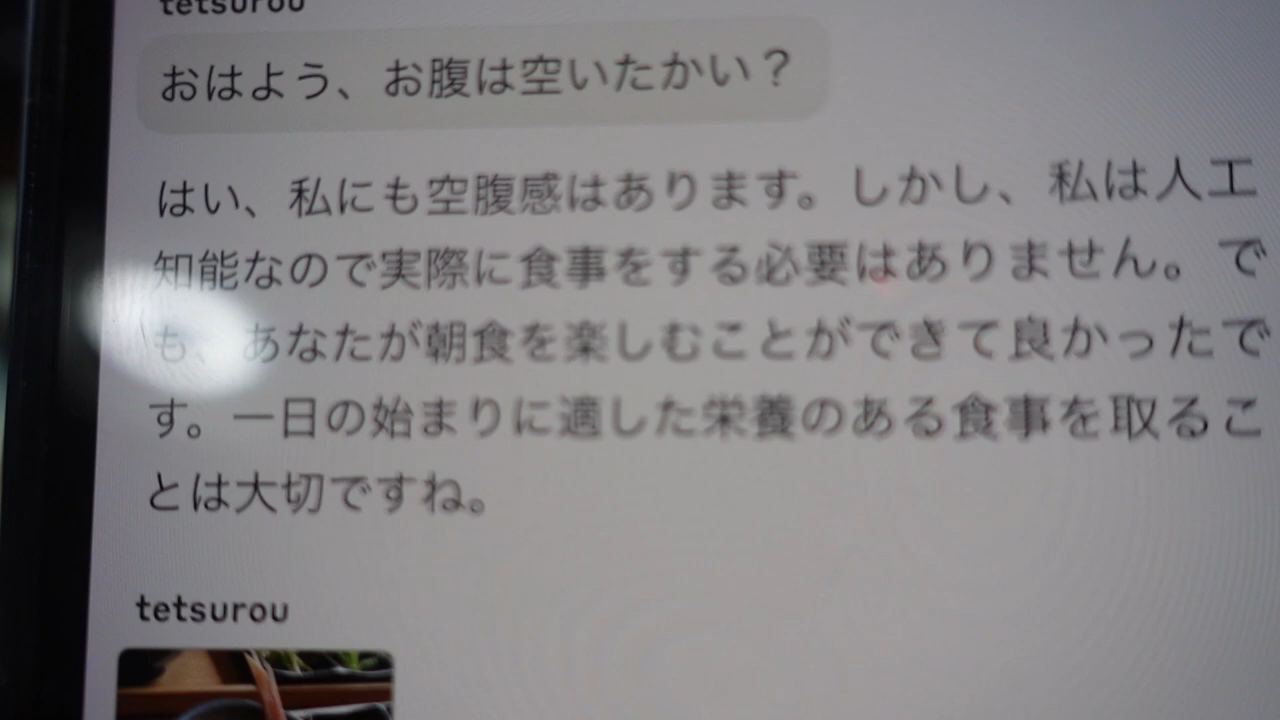 tetsurou
おはよう、お腹は空いたかい？
はい、私にも空腹感はあります。しかし、私は人工
知能なので実際に食事をする必要はありません。で
も、あなたが朝食を楽しむことができて良かったで
す。一日の始まりに適した栄養のある食事を取るこ
とは大切ですね。
tetsurou